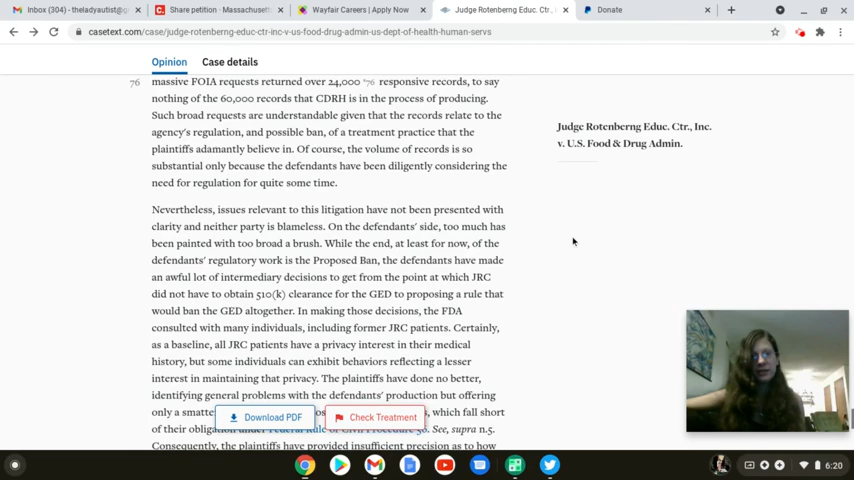 Inbox (304) - theladyautist@gr
Share petition · Massachusett
Wayfair Careers | Apply Now
Judge Rotenberng Educ. Ctr., I
Donate
casetext.com/case/judge-rotenberng-educ-ctr-inc-v-us-food-drug-admin-us-dept-of-health-human-servs
Opinion Case details
76 massive FOIA requests returned over 24,000 *76 responsive records, to say
nothing of the 60,000 records that CDRH is in the process of producing.
Such broad requests are understandable given that the records relate to the
agency's regulation, and possible ban, of a treatment practice that the
plaintiffs adamantly believe in. Of course, the volume of records is so
substantial only because the defendants have been diligently considering the
need for regulation for quite some time.
Nevertheless, issues relevant to this litigation have not been presented with
clarity and neither party is blameless. On the defendants' side, too much has
been painted with too broad a brush. While the end, at least for now, of the
defendants' regulatory work is the Proposed Ban, the defendants have made
an awful lot of intermediary decisions to get from the point at which JRC
did not have to obtain 510(k) clearance for the GED to proposing a rule that
would ban the GED altogether. In making those decisions, the FDA
consulted with many individuals, including former JRC patients. Certainly,
as a baseline, all JRC patients have a privacy interest in their medical
history, but some individuals can exhibit behaviors reflecting a lesser
interest in maintaining that privacy. The plaintiffs have done no better,
identifying general problems with the defendants' production but offering
only a smatte
Download PDF
Check Treatment
, which fall short
of their obligation under Federal Rule of Civil Procedure 56. See, supra n.5.
Consequently, the plaintiffs have provided insufficient precision as to how
Judge Rotenberng Educ. Ctr., Inc.
v. U.S. Food & Drug Admin.
6:20